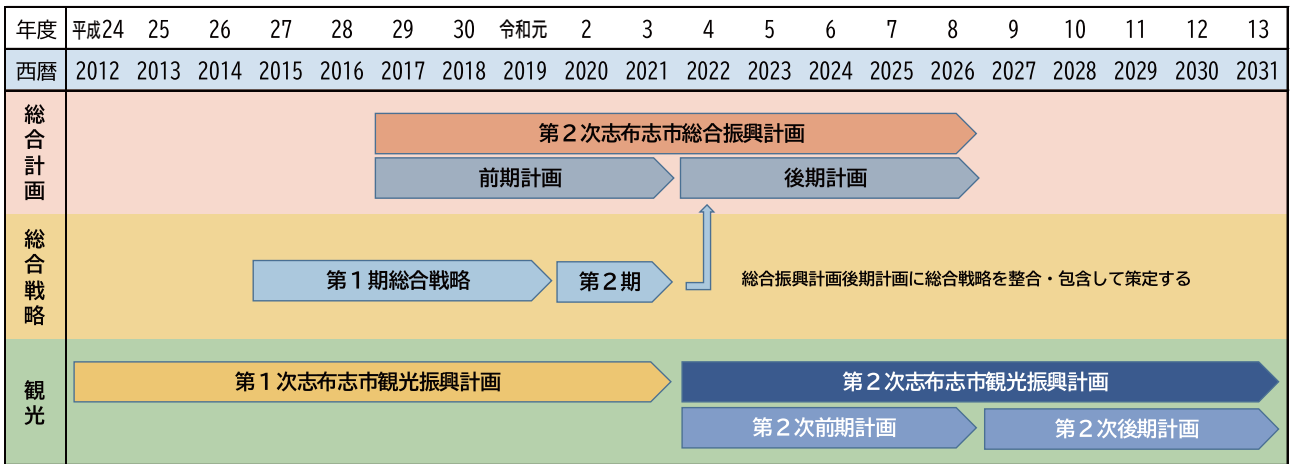 年度 平成24 25 26 27 28 29 30 令和元 2 3 4 5 6 7 8 9 10 11 12 13
西暦 2012 2013 2014 2015 2016 2017 2018 2019 2020 2021 2022 2023 2024 2025 2026 2027 2028 2029 2030 2031
総合計画
第２次志布志市総合振興計画
前期計画 後期計画
総合戦略
第１期総合戦略 第２期 総合振興計画後期計画に総合戦略を整合・包含して策定する
観光
第１次志布志市観光振興計画 第２次志布志市観光振興計画
第２次前期計画 第２次後期計画